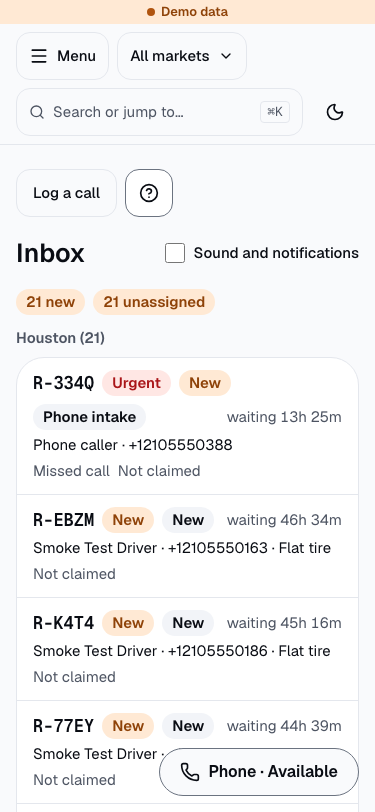 Demo data
Menu
All markets
Search or jump to… ⌘K
Log a call
Inbox
Sound and notifications
21 new
21 unassigned
Houston (21)
R-334Q Urgent New
Phone intake waiting 13h 25m
Phone caller · +12105550388
Missed call Not claimed
R-EBZM New New waiting 46h 34m
Smoke Test Driver · +12105550163 · Flat tire
Not claimed
R-K4T4 New New waiting 45h 16m
Smoke Test Driver · +12105550186 · Flat tire
Not claimed
R-77EY New New waiting 44h 39m
Smoke Test Driver ·
Not claimed
Phone · Available